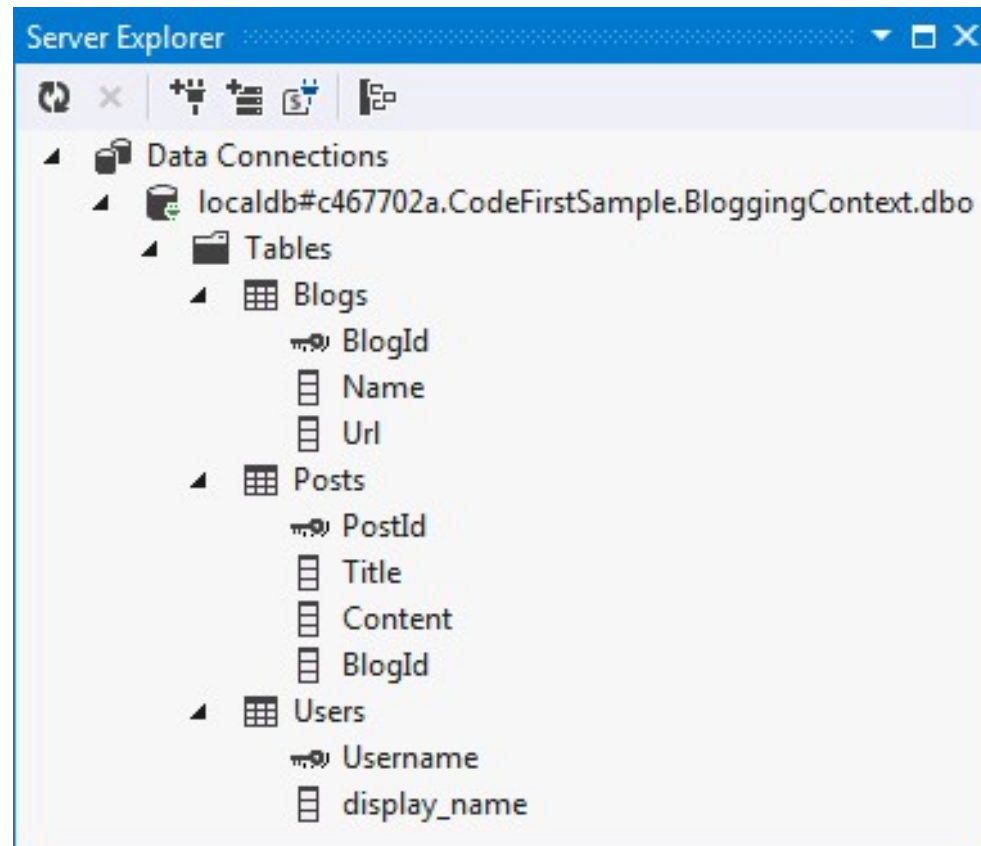 Server Explorer
Data Connections
localdb#c467702a.CodeFirstSample.BloggingContext.dbo
Tables
Blogs
BlogId
Name
Url
Posts
PostId
Title
Content
BlogId
Users
Username
display_name